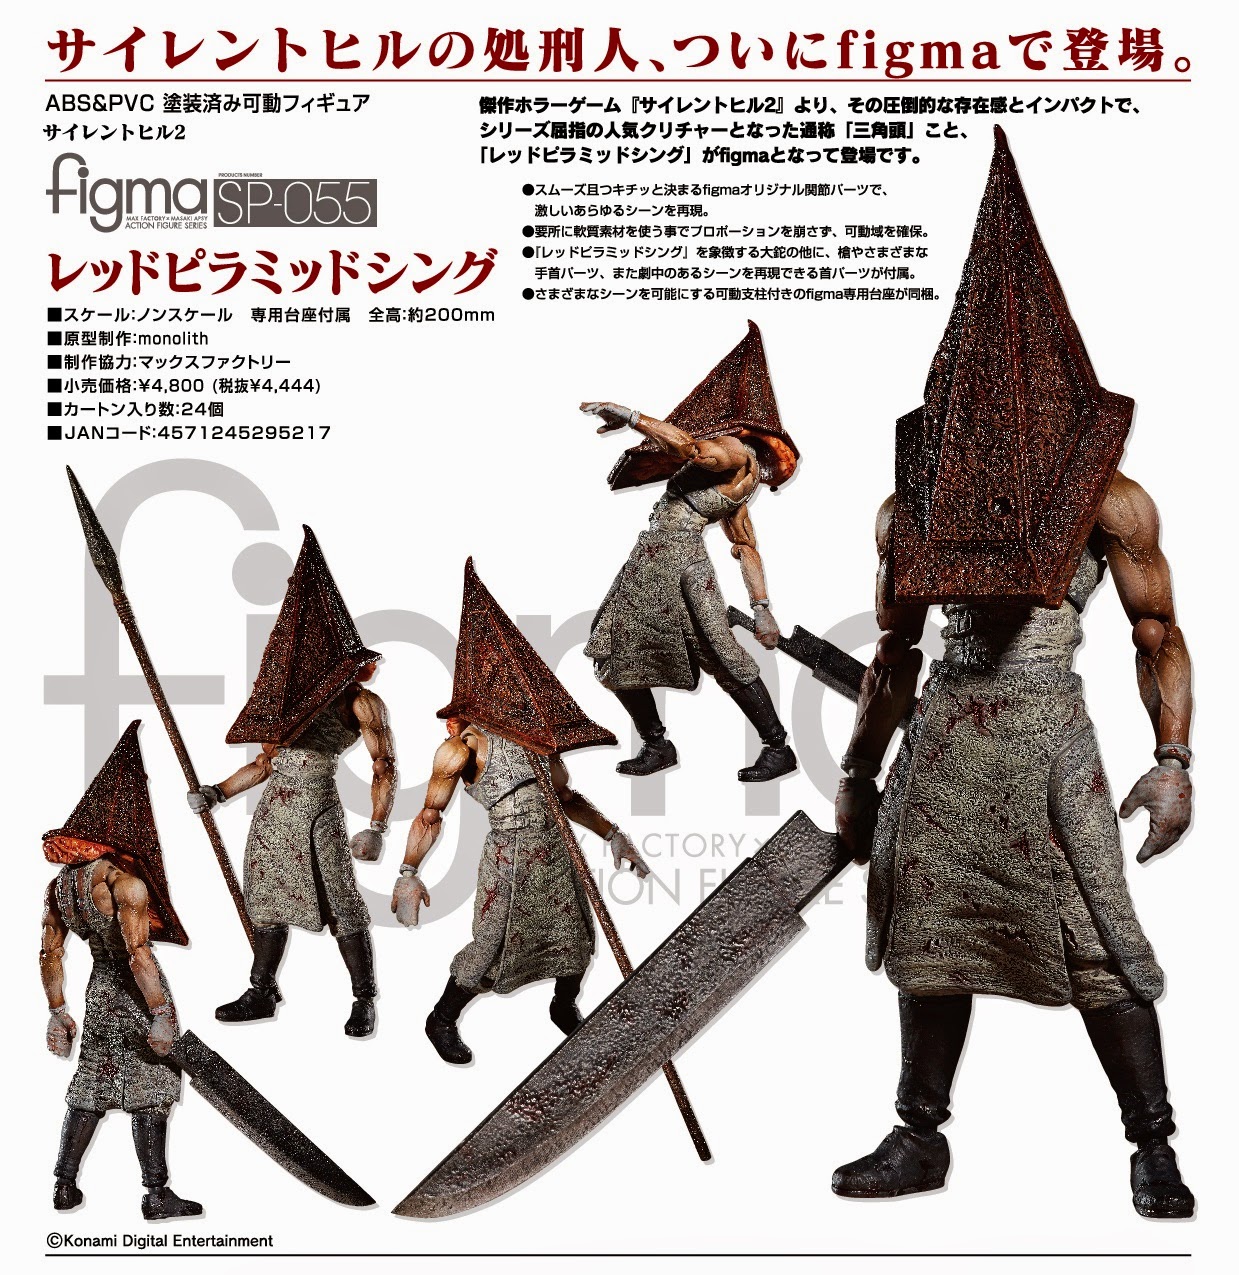 サイレントヒルの処刑人、ついにfigmaで登場。
ABS&PVC 塗装済み可動フィギュア
サイレントヒル2
figma
PRODUCTS NUMBER
SP-055
MAX FACTORY×MASAKI APSY
ACTION FIGURE SERIES
レッドピラミッドシング
■スケール:ノンスケール 専用台座付属 全高:約200mm
■原型制作:monolith
■制作協力:マックスファクトリー
■小売価格:¥4,800 (税抜¥4,444)
■カートン入り数:24個
■JANコード:4571245295217
傑作ホラーゲーム『サイレントヒル2』より、その圧倒的な存在感とインパクトで、
シリーズ屈指の人気クリチャーとなった通称「三角頭」こと、
「レッドピラミッドシング」がfigmaとなって登場です。
●スムーズ且つキチッと決まるfigmaオリジナル関節パーツで、
激しいあらゆるシーンを再現。
●要所に軟質素材を使う事でプロポーションを崩さず、可動域を確保。
●「レッドピラミッドシング」を象徴する大鉈の他に、槍やさまざまな
手首パーツ、また劇中のあるシーンを再現できる首パーツが付属。
●さまざまなシーンを可能にする可動支柱付きのfigma専用台座が同梱。
figma
FACTORY×
FIGURE S
©Konami Digital Entertainment